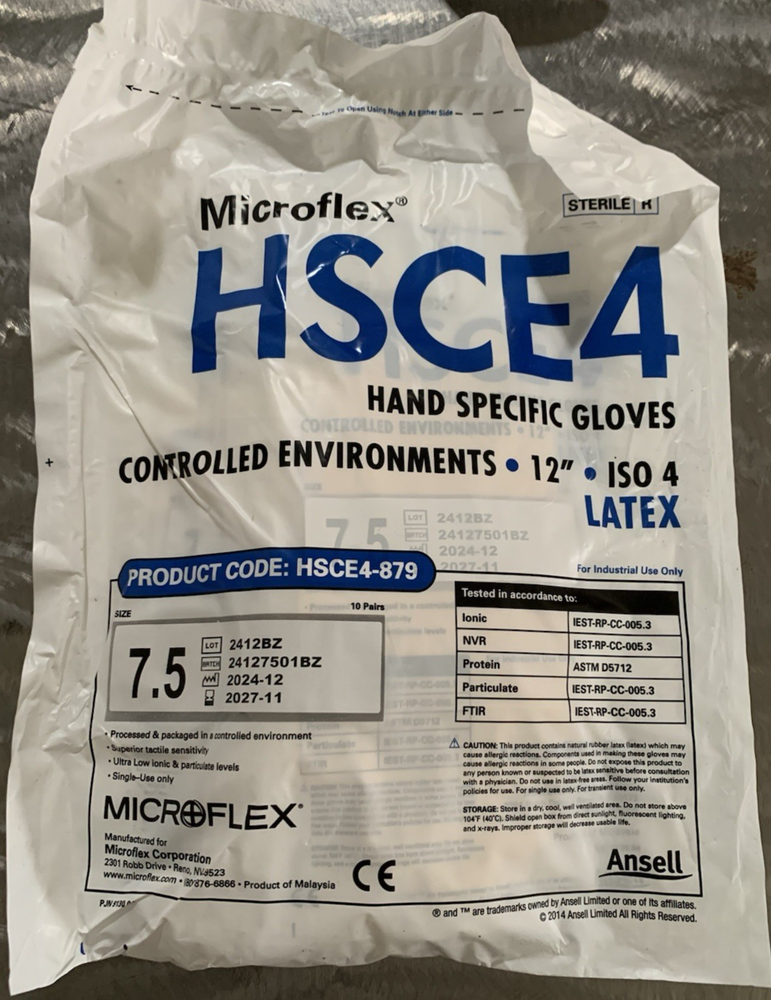 Tear to Open Using Notch At Either Side
Microflex®
STERILE R
HSCE4
HAND SPECIFIC GLOVES
CONTROLLED ENVIRONMENTS • 12" • ISO 4
LATEX
7.5
LOT 2412BZ
BATCH 24127501BZ
2024-12
2027-11
For Industrial Use Only
PRODUCT CODE: HSCE4-879
10 Pairs
SIZE
7.5
LOT 2412BZ
BATCH 24127501BZ
2024-12
2027-11
Tested in accordance to:
Ionic IEST-RP-CC-005.3
NVR IEST-RP-CC-005.3
Protein ASTM D5712
Particulate IEST-RP-CC-005.3
FTIR IEST-RP-CC-005.3
• Processed & packaged in a controlled environment
• Superior tactile sensitivity
• Ultra Low ionic & particulate levels
• Single-Use only
⚠ CAUTION: This product contains natural rubber latex (latex) which may
cause allergic reactions. Components used in making these gloves may
cause allergic reactions in some people. Do not expose this product to
any person known or suspected to be latex sensitive before consultation
with a physician. Do not use in latex-free areas. Follow your institution's
policies for use. For single use only. For transient use only.
STORAGE: Store in a dry, cool, well ventilated area. Do not store above
104°F (40°C). Shield open box from direct sunlight, fluorescent lighting,
and x-rays. Improper storage will decrease usable life.
MICROFLEX®
Manufactured for
Microflex Corporation
2301 Robb Drive • Reno, NV
www.microflex.com • Product of Malaysia
CE
Ansell
® and ™ are trademarks owned by Ansell Limited or one of its affiliates.
© 2014 Ansell Limited All Rights Reserved.